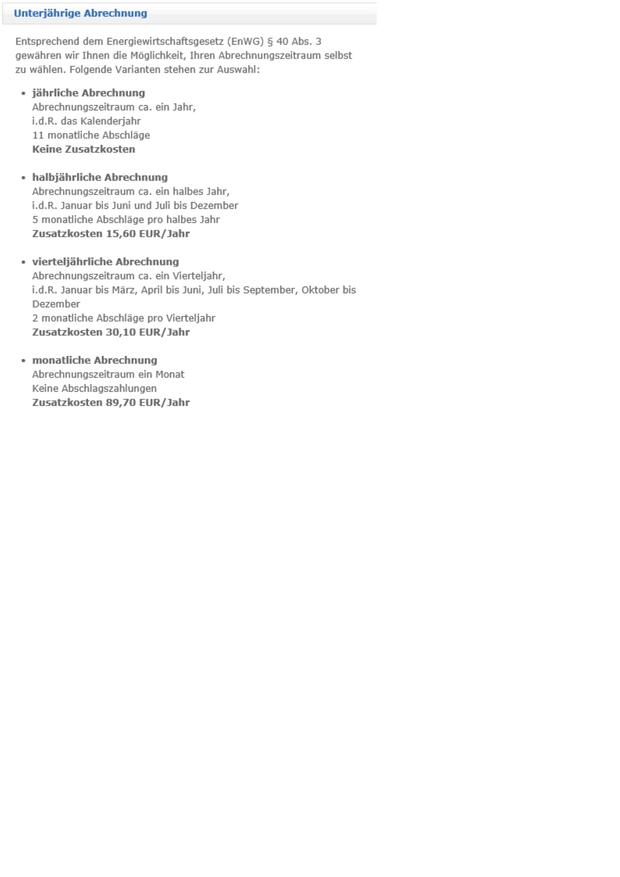 Unterjährige Abrechnung
Entsprechend dem Energiewirtschaftsgesetz (EnWG) § 40 Abs. 3
gewähren wir Ihnen die Möglichkeit, Ihren Abrechnungszeitraum selbst
zu wählen. Folgende Varianten stehen zur Auswahl:
• jährliche Abrechnung
Abrechnungszeitraum ca. ein Jahr,
i.d.R. das Kalenderjahr
11 monatliche Abschläge
Keine Zusatzkosten
• halbjährliche Abrechnung
Abrechnungszeitraum ca. ein halbes Jahr,
i.d.R. Januar bis Juni und Juli bis Dezember
5 monatliche Abschläge pro halbes Jahr
Zusatzkosten 15,60 EUR/Jahr
• vierteljährliche Abrechnung
Abrechnungszeitraum ca. ein Vierteljahr,
i.d.R. Januar bis März, April bis Juni, Juli bis September, Oktober bis
Dezember
2 monatliche Abschläge pro Vierteljahr
Zusatzkosten 30,10 EUR/Jahr
• monatliche Abrechnung
Abrechnungszeitraum ein Monat
Keine Abschlagszahlungen
Zusatzkosten 89,70 EUR/Jahr